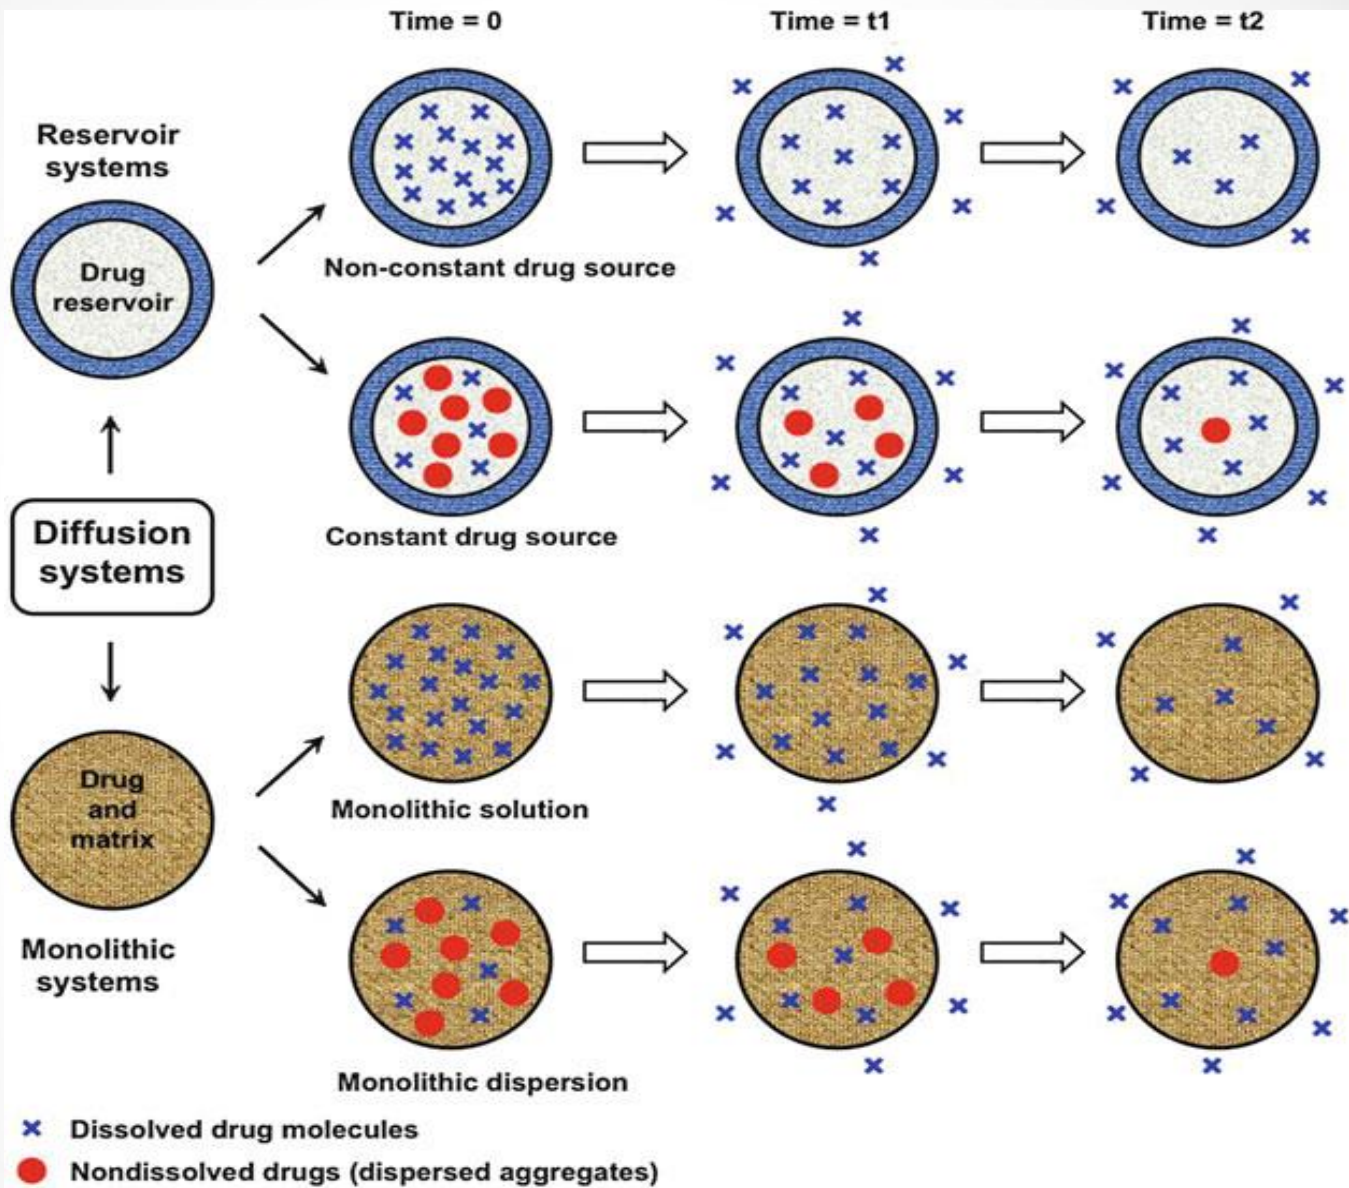 Time = 0
Time = t1
Time = t2
Reservoir
systems
Drug
reservoir
Non-constant drug source
Constant drug source
Diffusion
systems
Drug
and
matrix
Monolithic solution
Monolithic
systems
Monolithic dispersion
Dissolved drug molecules
Nondissolved drugs (dispersed aggregates)